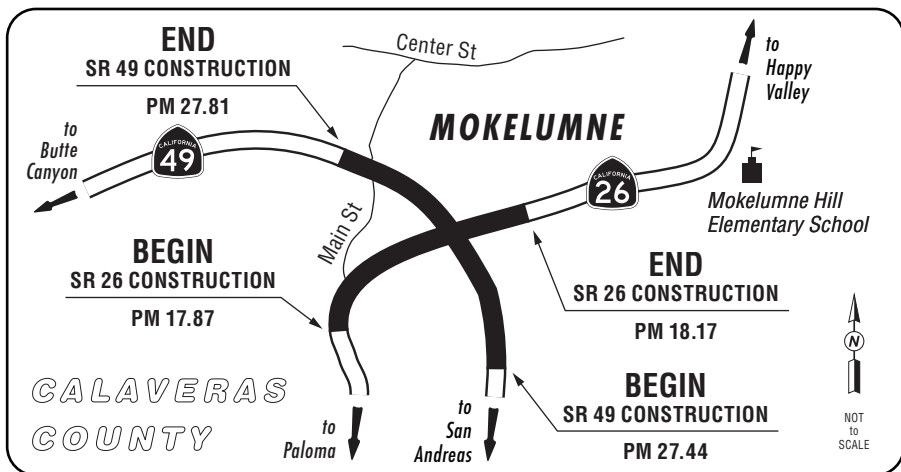 END
SR 49 CONSTRUCTION
PM 27.81
Center St
to
Happy
Valley
to
Butte
Canyon
CALIFORNIA
49
MOKELUMNE
CALIFORNIA
26
Mokelumne Hill
Elementary School
Main St
BEGIN
SR 26 CONSTRUCTION
PM 17.87
END
SR 26 CONSTRUCTION
PM 18.17
CALAVERAS
COUNTY
to
Paloma
to
San
Andreas
BEGIN
SR 49 CONSTRUCTION
PM 27.44
N
NOT
to
SCALE